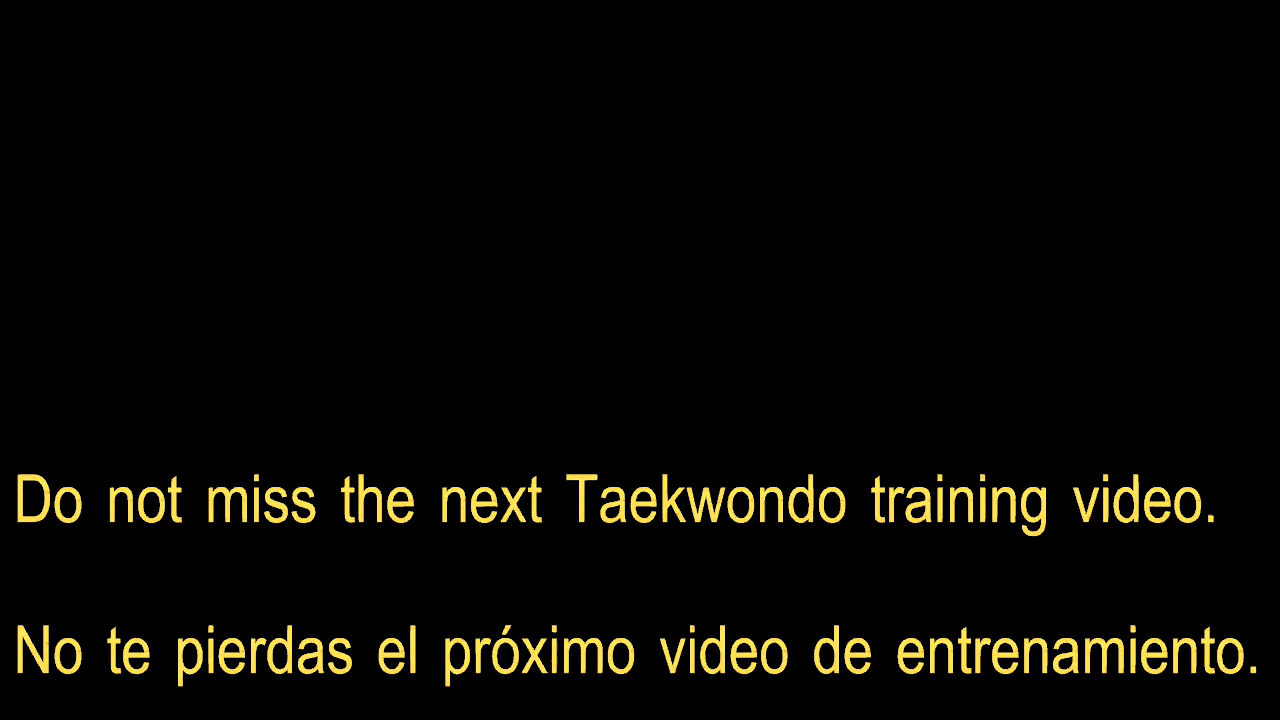 Do not miss the next Taekwondo training video.
No te pierdas el próximo video de entrenamiento.